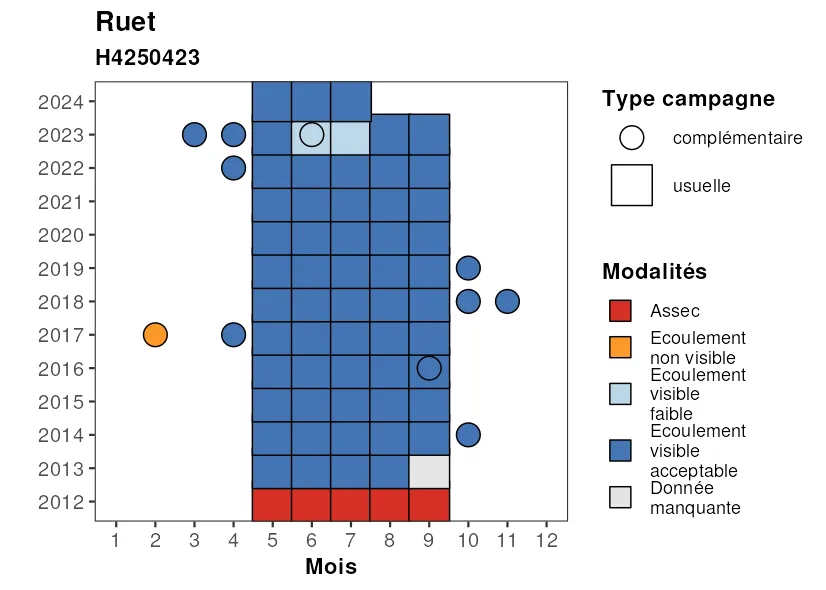 Ruet
H4250423
2024
2023
2022
2021
2020
2019
2018
2017
2016
2015
2014
2013
2012
1 2 3 4 5 6 7 8 9 10 11 12
Mois
Type campagne
complémentaire
usuelle
Modalités
Assec
Ecoulement
non visible
Ecoulement
visible
faible
Ecoulement
visible
acceptable
Donnée
manquante